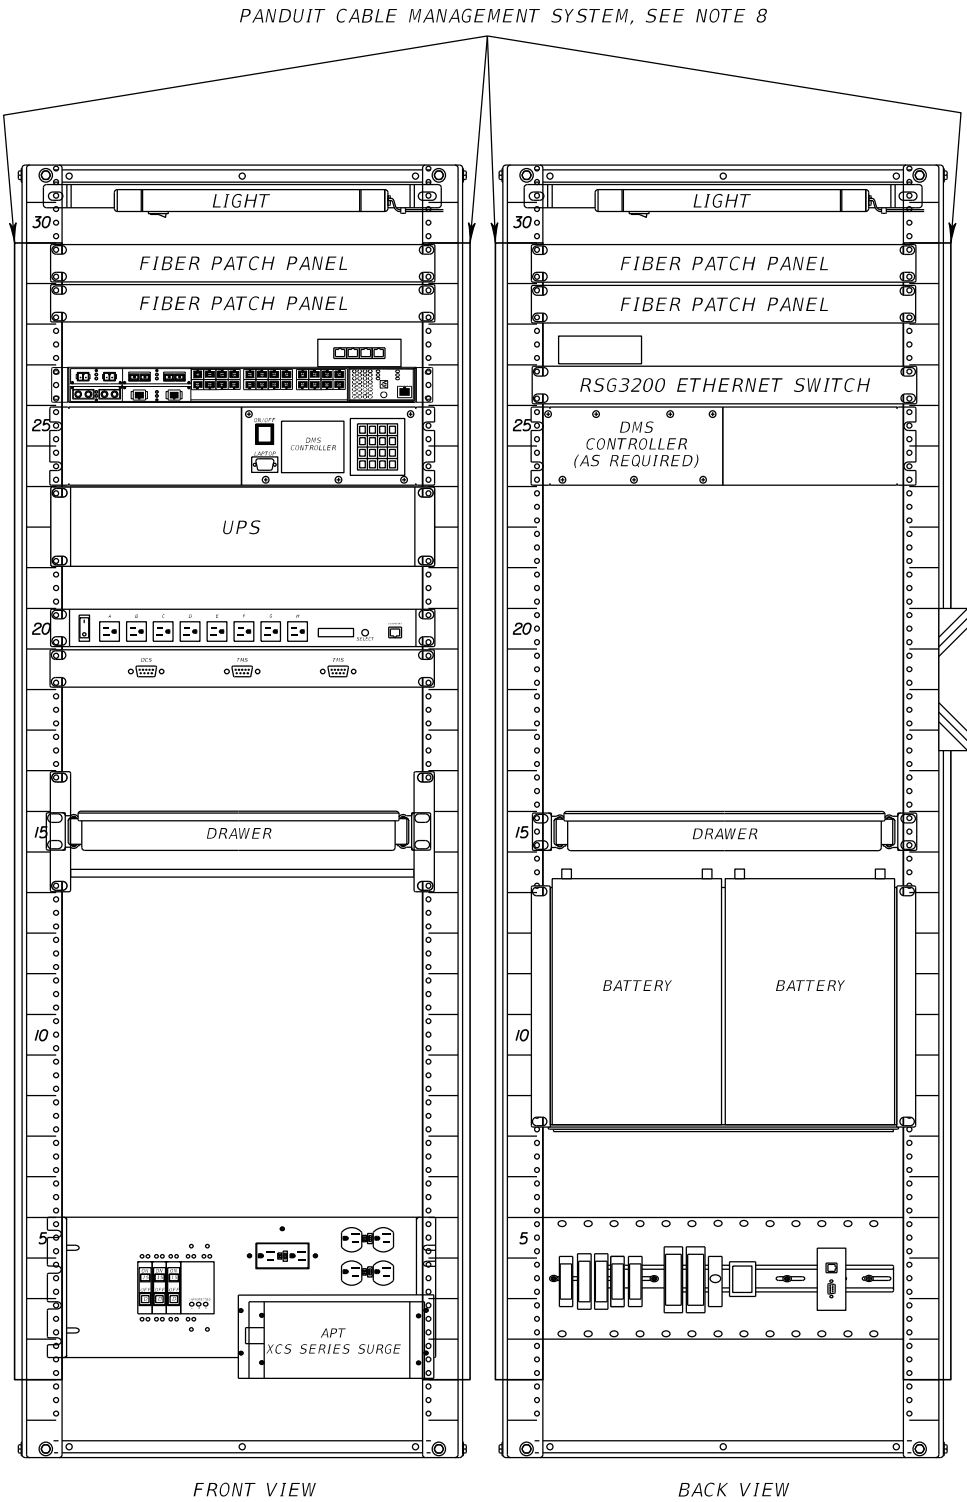 PANDUIT CABLE MANAGEMENT SYSTEM, SEE NOTE 8
LIGHT
30
FIBER PATCH PANEL
FIBER PATCH PANEL
25
ON/OFF
LAPTOP
DMS
CONTROLLER
UPS
20
A B C D E F G H
SELECT
DCS
TMS
TMS
15
DRAWER
10
5
APT
XCS SERIES SURGE
FRONT VIEW
LIGHT
30
FIBER PATCH PANEL
FIBER PATCH PANEL
RSG3200 ETHERNET SWITCH
25
DMS
CONTROLLER
(AS REQUIRED)
20
15
DRAWER
BATTERY
BATTERY
10
5
BACK VIEW